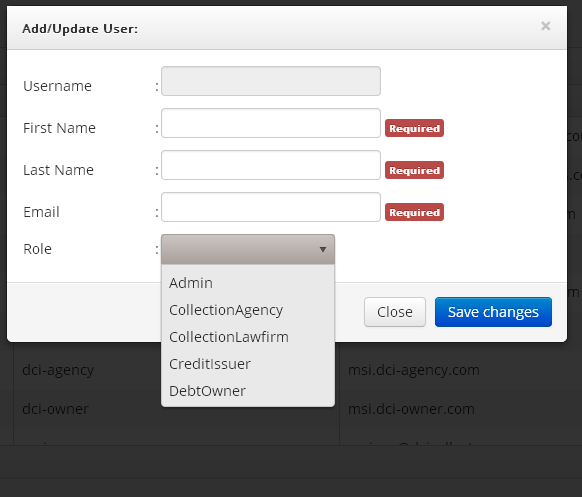 Add/Update User:
×
Username :
First Name : Required
Last Name : Required
Email : Required
Role :
Admin
CollectionAgency
CollectionLawfirm
CreditIssuer
DebtOwner
Close
Save changes
dci-agency
msi.dci-agency.com
dci-owner
msi.dci-owner.com